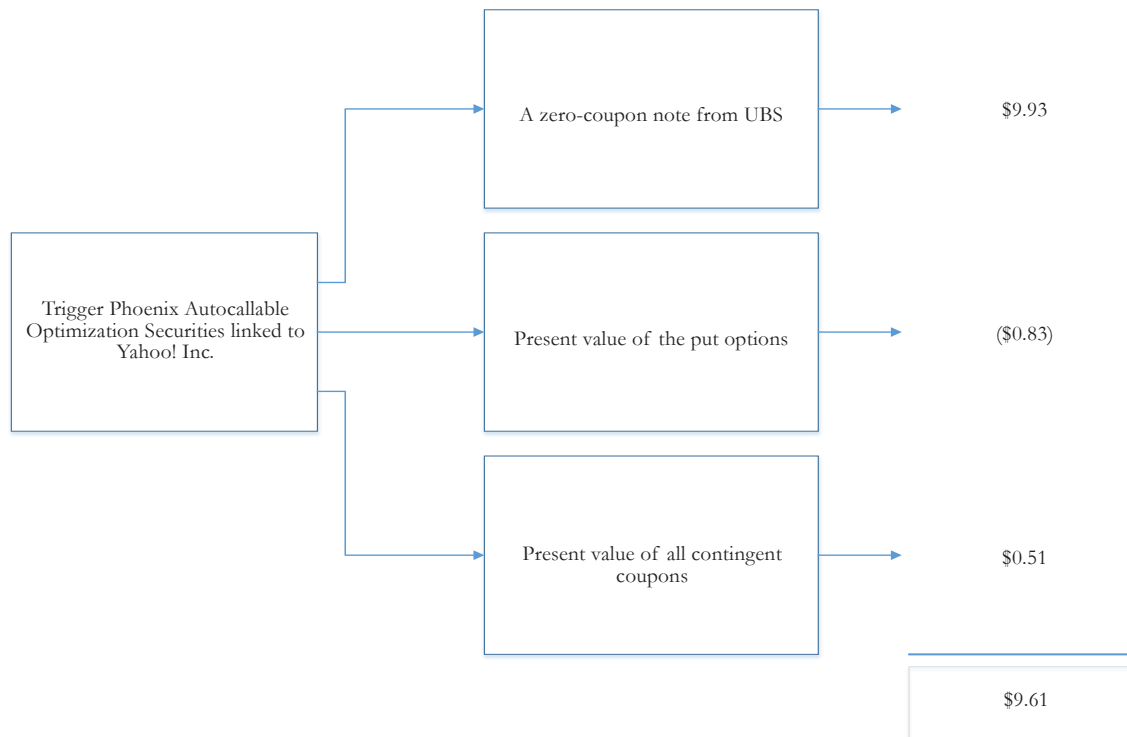 A zero-coupon note from UBS
$9.93
Trigger Phoenix Autocallable
Optimization Securities linked to
Yahoo! Inc.
Present value of the put options
($0.83)
Present value of all contingent
coupons
$0.51
$9.61